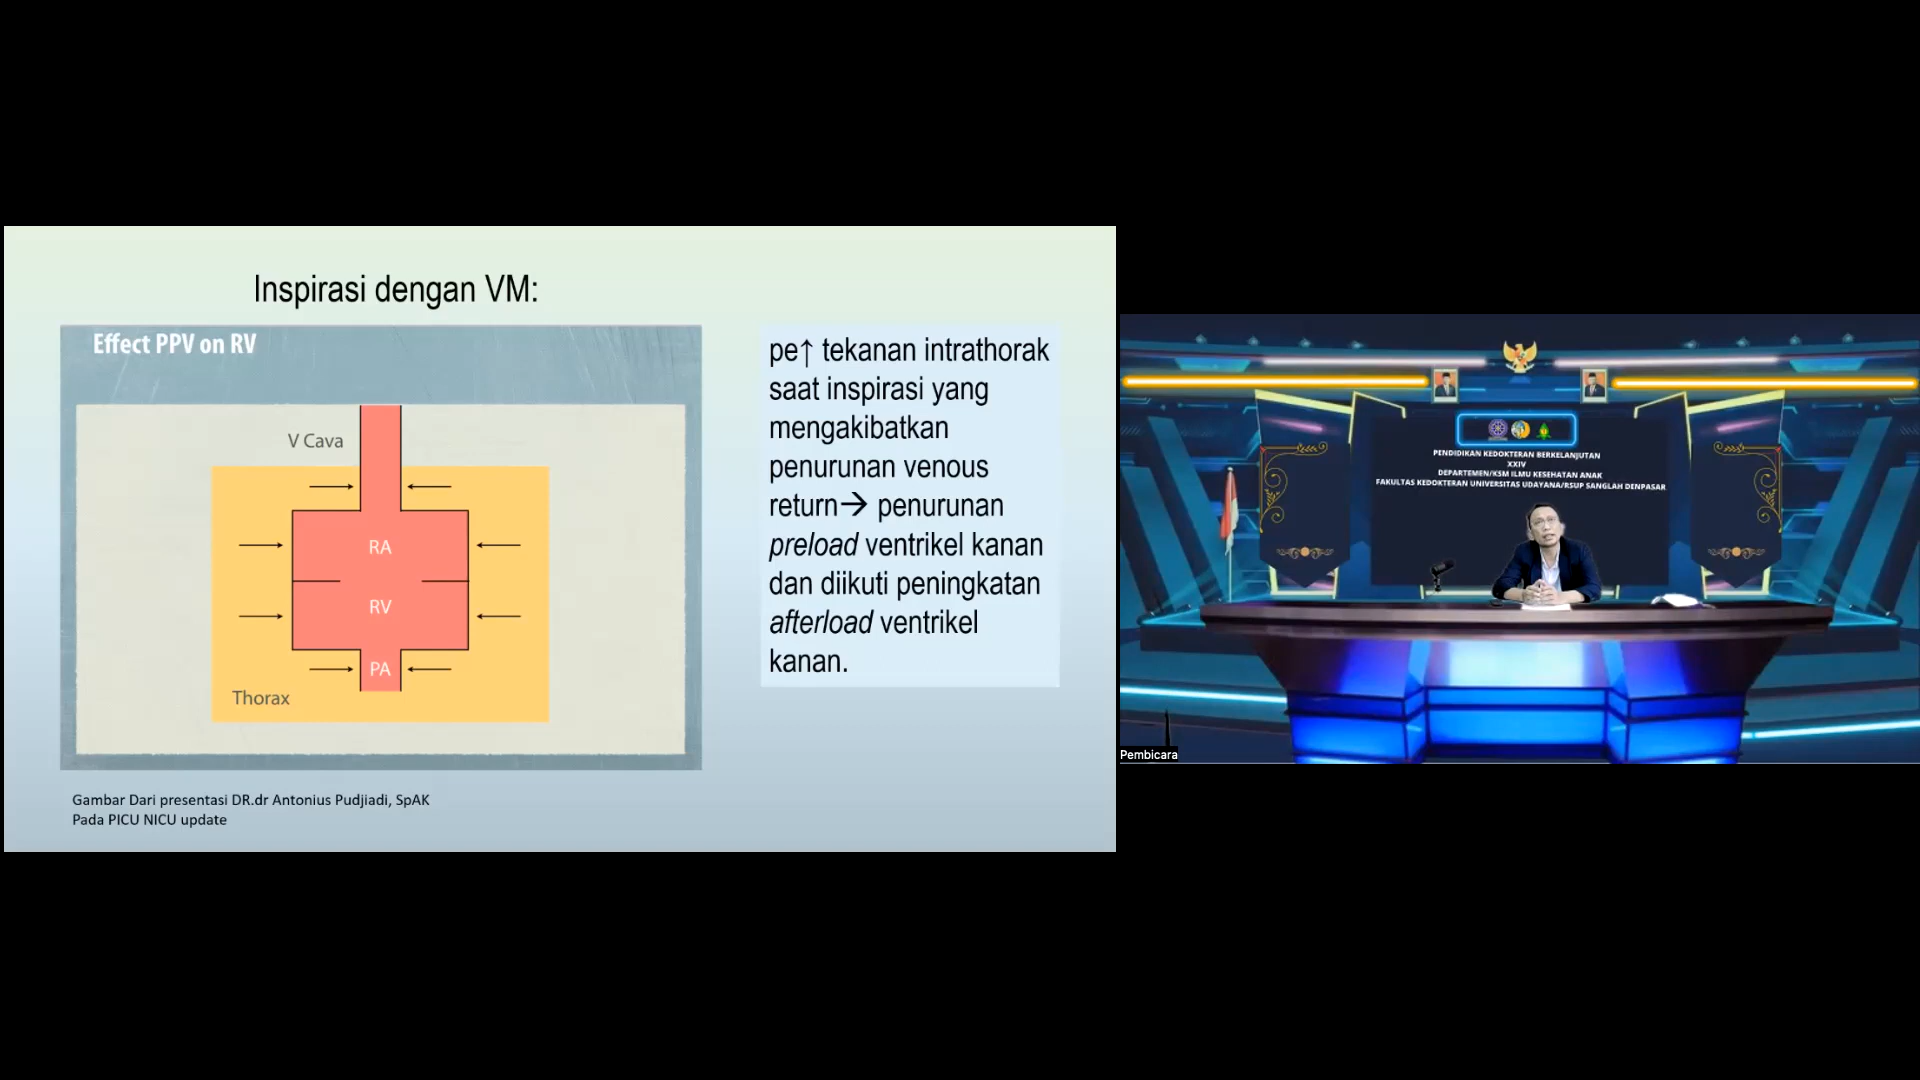 Inspirasi dengan VM:
Effect PPV on RV
V Cava
RA
RV
PA
Thorax
pe↑ tekanan intrathorak
saat inspirasi yang
mengakibatkan
penurunan venous
return→ penurunan
preload ventrikel kanan
dan diikuti peningkatan
afterload ventrikel
kanan.
Gambar Dari presentasi DR.dr Antonius Pudjiadi, SpAK
Pada PICU NICU update
PENDIDIKAN KEDOKTERAN BERKELANJUTAN
XXIV
DEPARTEMEN/KSM ILMU KESEHATAN ANAK
FAKULTAS KEDOKTERAN UNIVERSITAS UDAYANA/RSUP SANGLAH DENPASAR
Pembicara